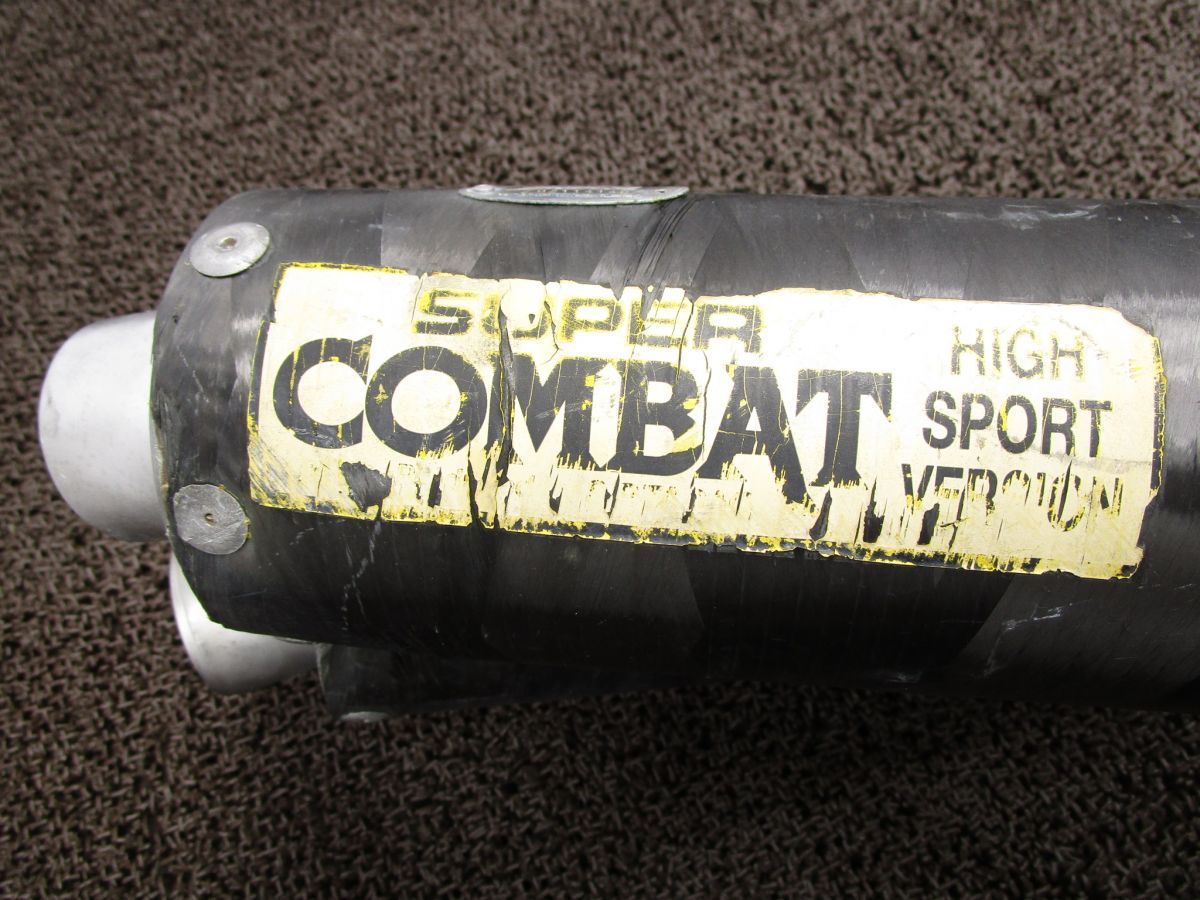 SUPER
COMBAT
HIGH
SPORT
VERSION